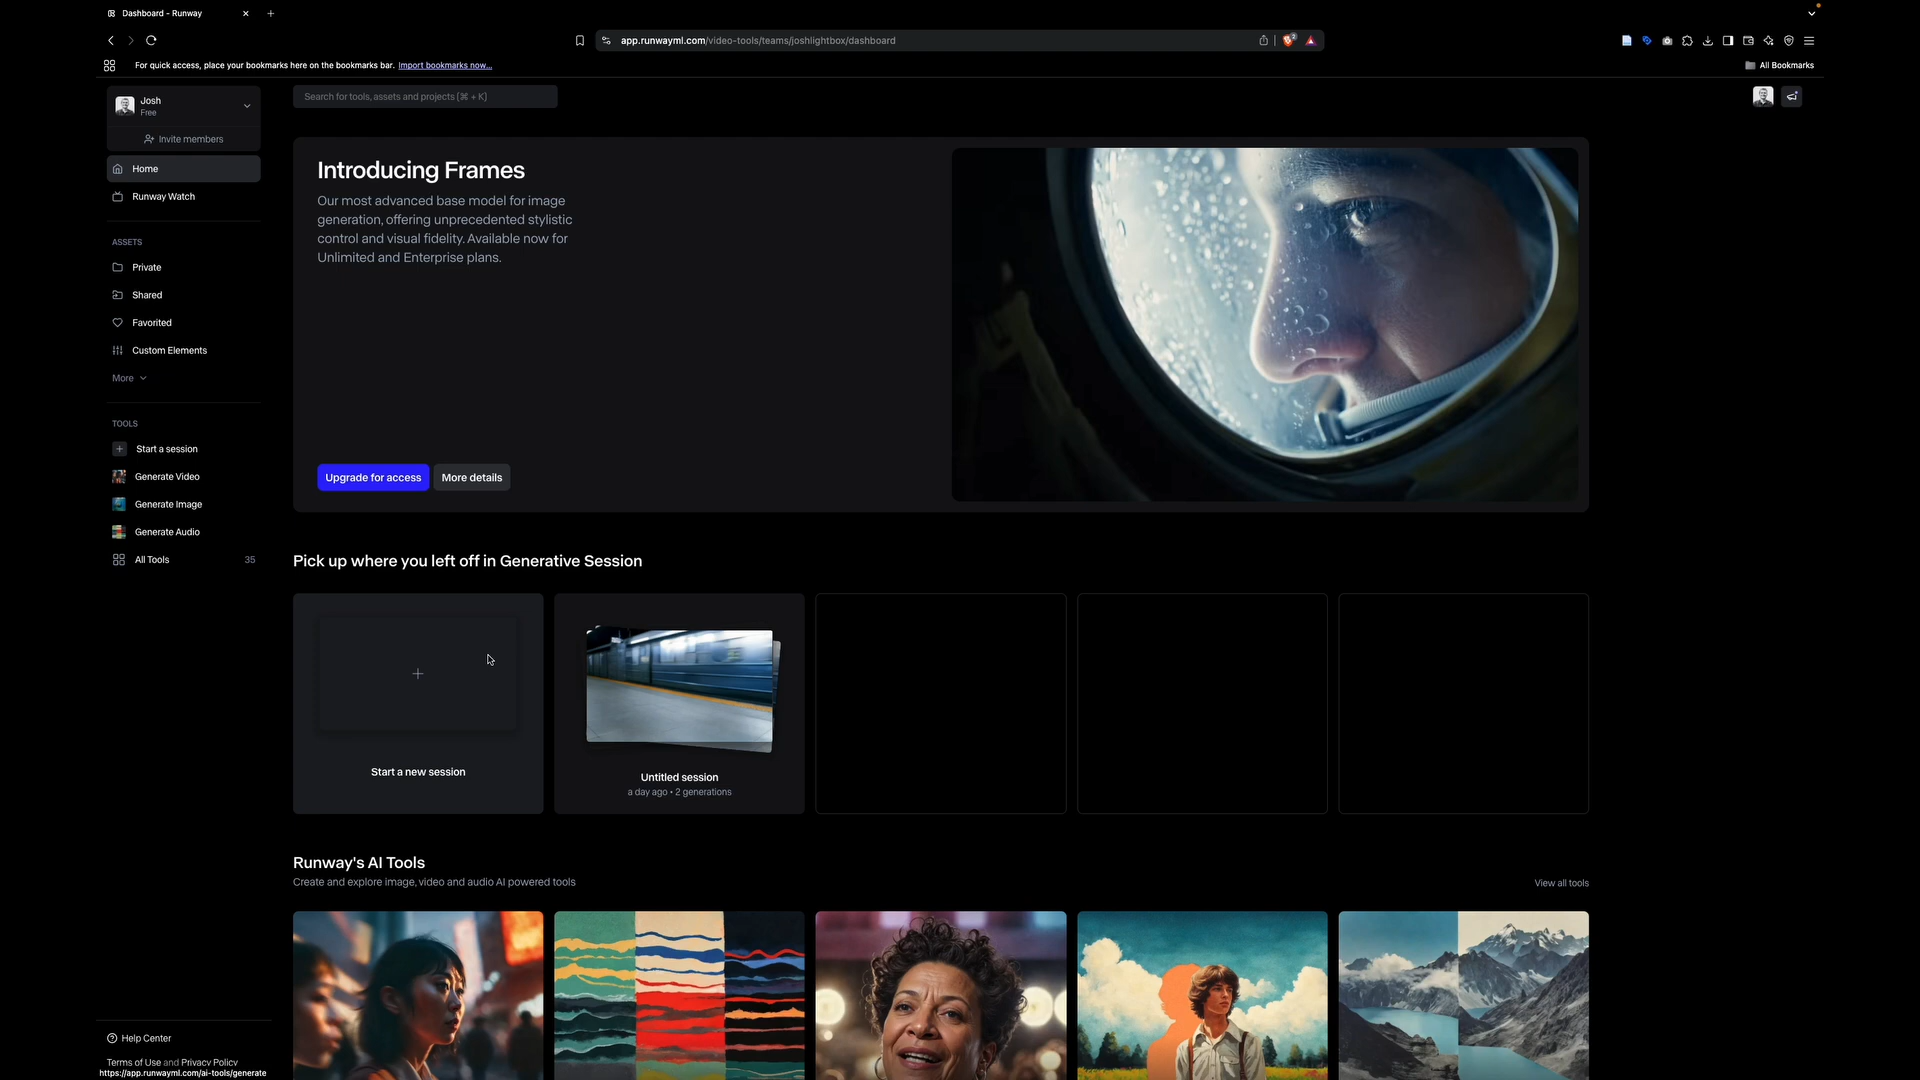 Dashboard - Runway
app.runwayml.com/video-tools/teams/joshlightbox/dashboard
2
For quick access, place your bookmarks here on the bookmarks bar. Import bookmarks now...
All Bookmarks
Josh
Free
Invite members
Home
Runway Watch
ASSETS
Private
Shared
Favorited
Custom Elements
More
TOOLS
Start a session
Generate Video
Generate Image
Generate Audio
All Tools 35
Help Center
Terms of Use and Privacy Policy
https://app.runwayml.com/ai-tools/generate
Search for tools, assets and projects [⌘ + K]
Introducing Frames
Our most advanced base model for image
generation, offering unprecedented stylistic
control and visual fidelity. Available now for
Unlimited and Enterprise plans.
Upgrade for access
More details
Pick up where you left off in Generative Session
Start a new session
Untitled session
a day ago • 2 generations
Runway's AI Tools
Create and explore image, video and audio AI powered tools
View all tools